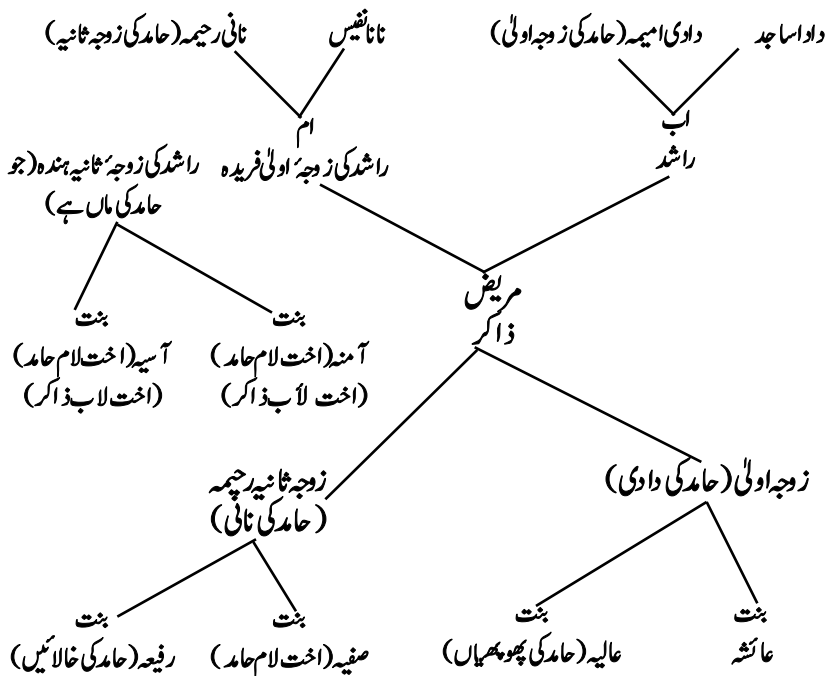 دادا ساجد دادی امیمہ (حامد کی زوجہ اولیٰ) نانا نفیس نانی رحیمہ (حامد کی زوجہ ثانیہ)
اب ام
راشد راشد کی زوجۂ اولیٰ فریدہ راشد کی زوجۂ ثانیہ ہندہ (جو
حامد کی ماں ہے)
مریض
ذاکر
بنت بنت
آمنہ (اخت لام حامد) آسیہ (اخت لام حامد)
(اخت لأب ذاکر) (اخت لاب ذاکر)
زوجہ اولیٰ (حامد کی دادی) زوجہ ثانیہ رحیمہ
(حامد کی نانی)
بنت بنت بنت بنت
عائشہ عالیہ (حامد کی پھوپھیاں) صفیہ (اخت لام حامد) رفیعہ (حامد کی خالائیں)